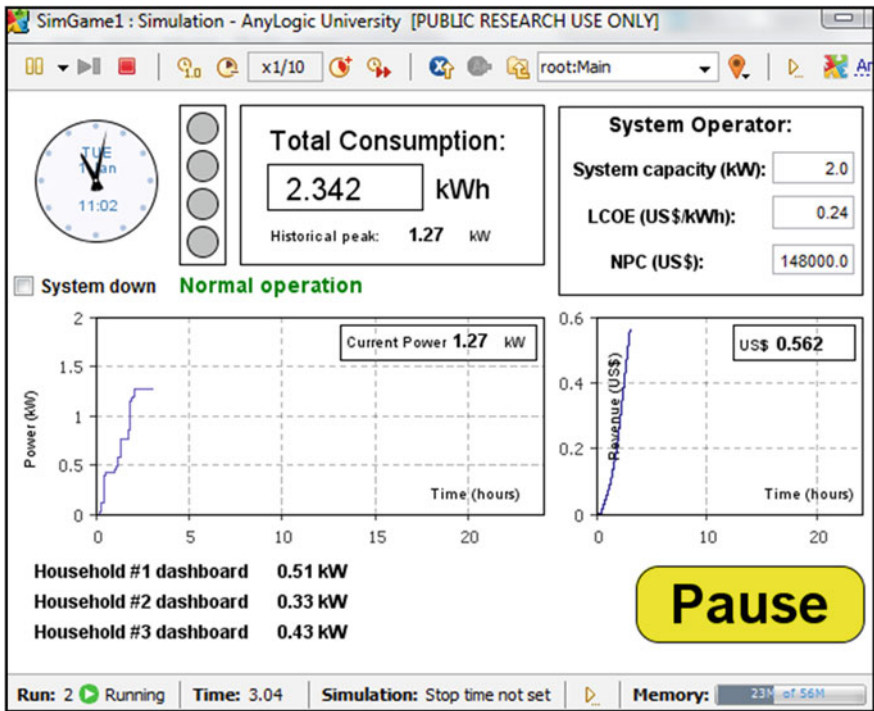 SimGame1 : Simulation - AnyLogic University [PUBLIC RESEARCH USE ONLY]
x1/10
root:Main
TUE
11:02
Total Consumption:
2.342 kWh
Historical peak: 1.27 kW
System Operator:
System capacity (kW): 2.0
LCOE (US$/kWh): 0.24
NPC (US$): 148000.0
System down
Normal operation
2
1.5
1
0.5
0
Power (kW)
Current Power 1.27 kW
Time (hours)
0 5 10 15 20
0.6
0.4
0.2
0
Revenue (US$)
US$ 0.562
Time (hours)
0 10 20
Household #1 dashboard 0.51 kW
Household #2 dashboard 0.33 kW
Household #3 dashboard 0.43 kW
Pause
Run: 2 Running Time: 3.04 Simulation: Stop time not set Memory: 23M of 56M